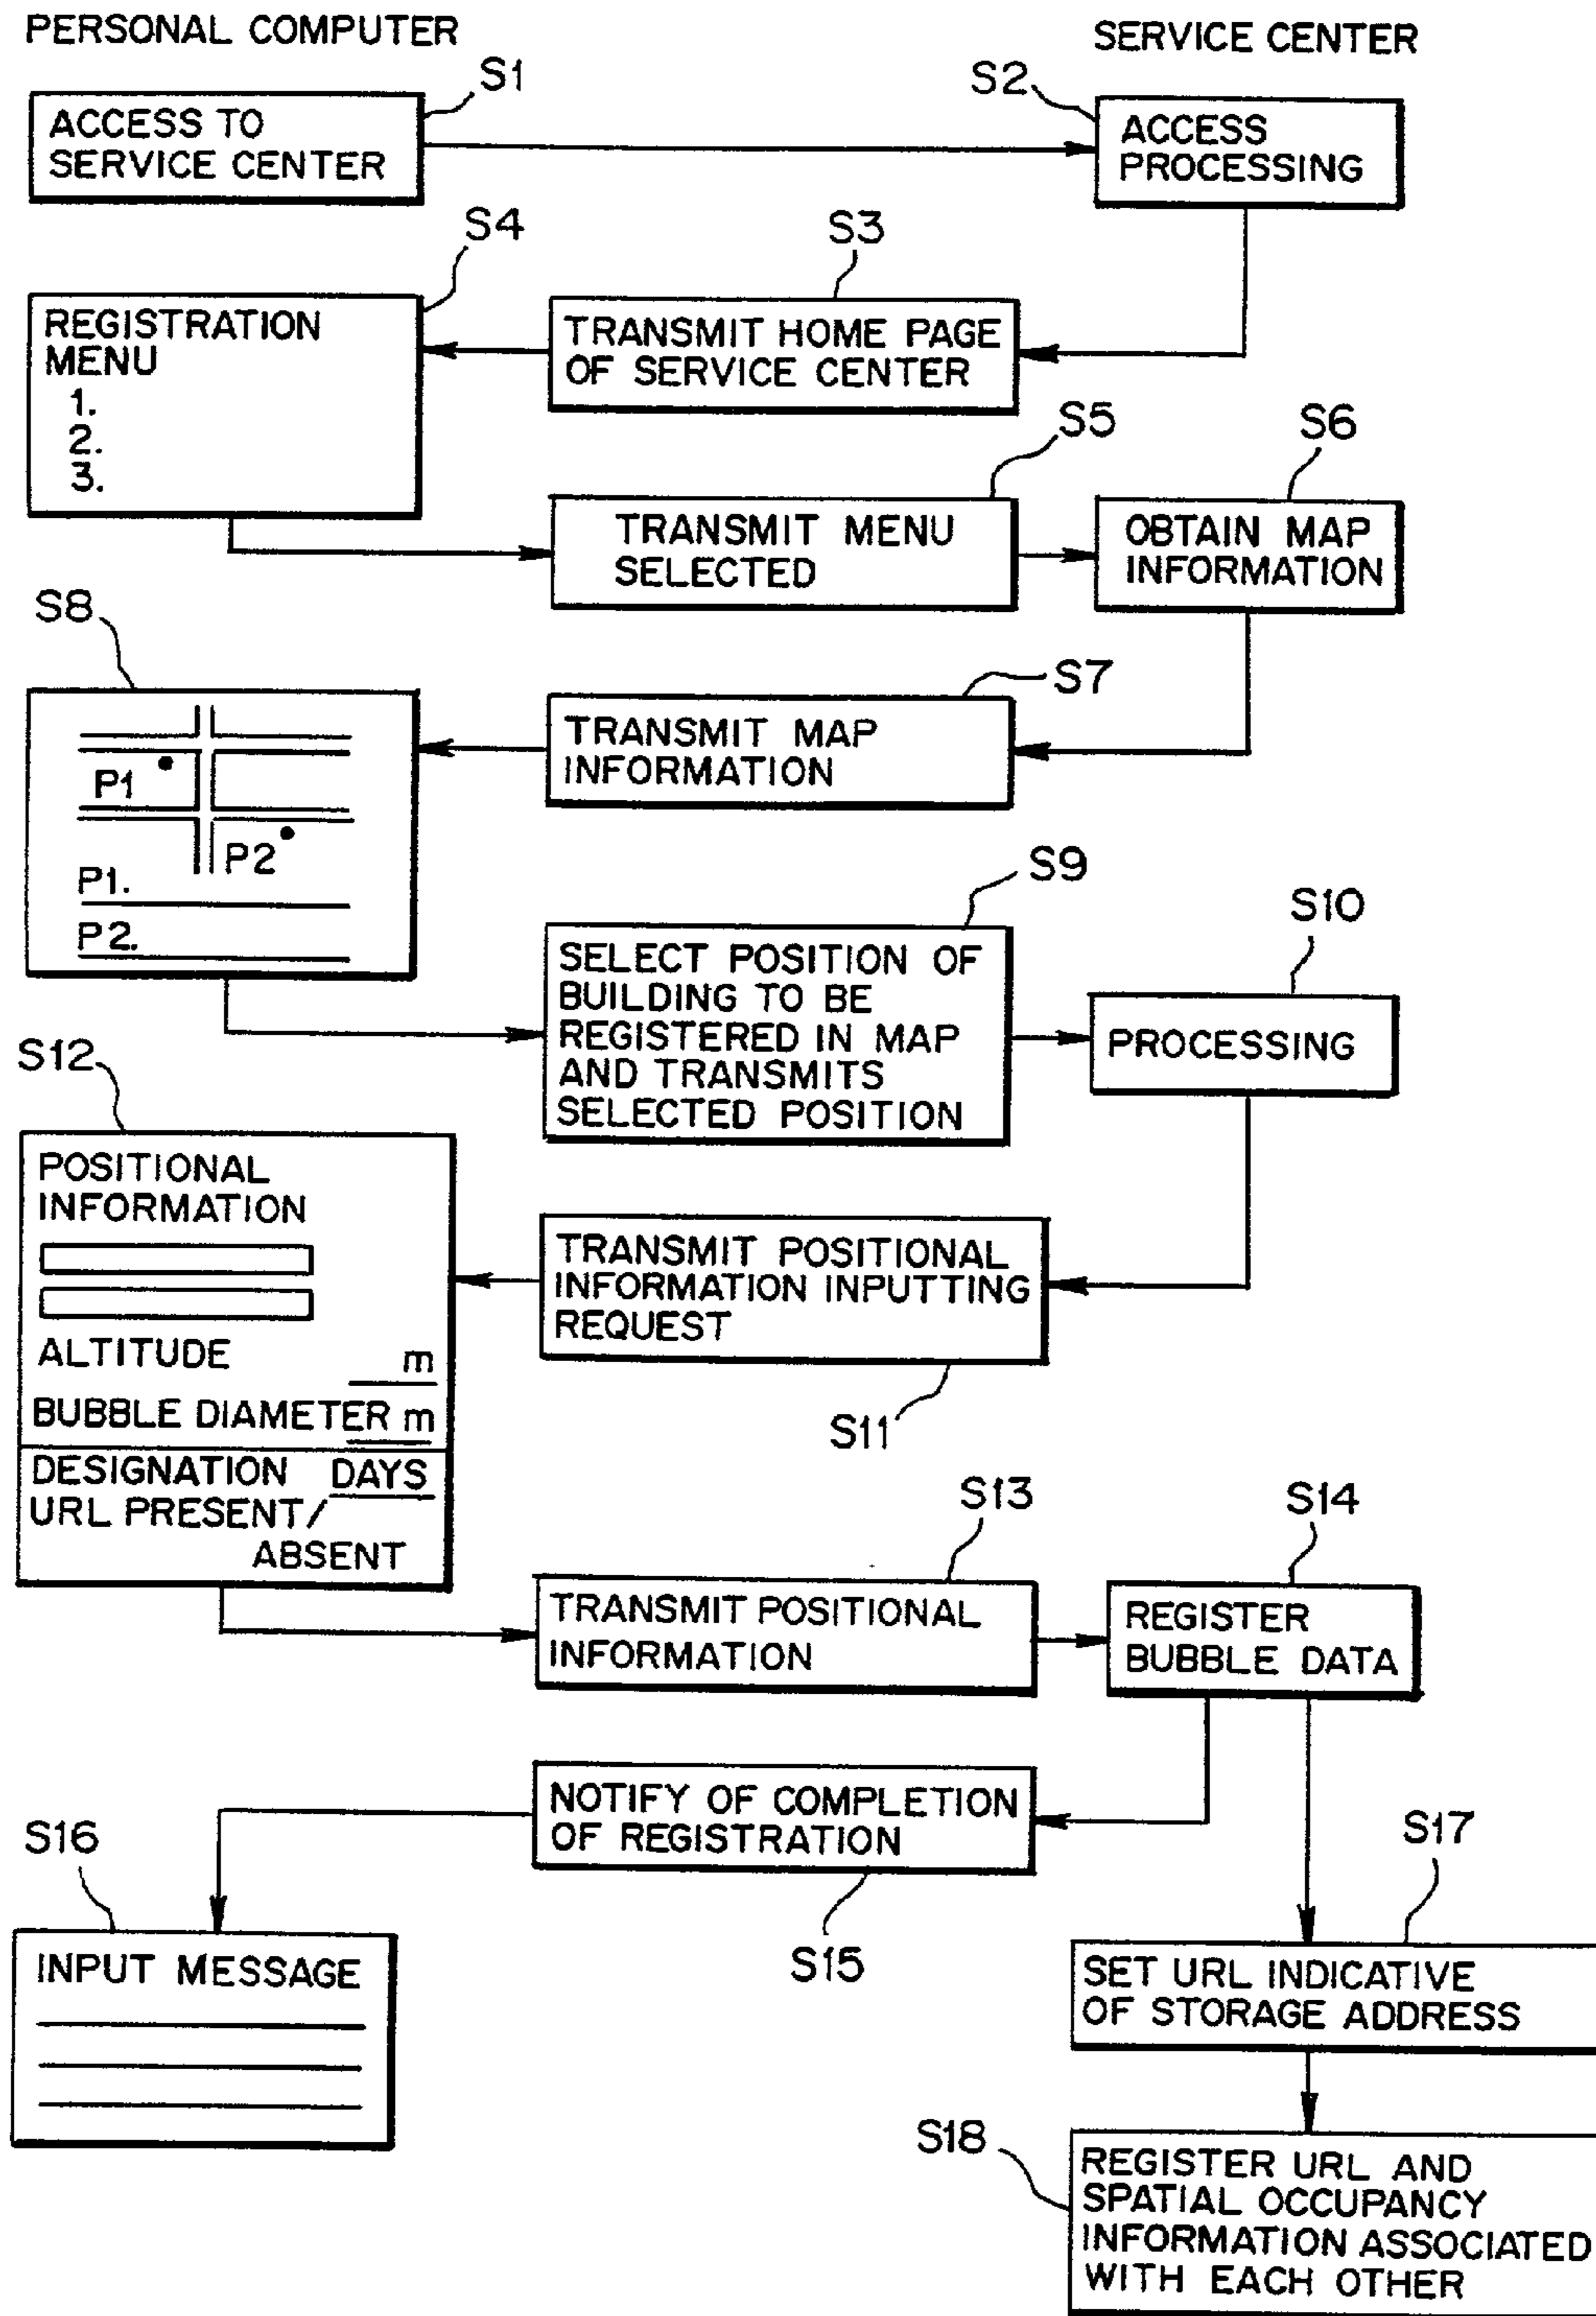 PERSONAL COMPUTER
SERVICE CENTER
S1
ACCESS TO
SERVICE CENTER
S2
ACCESS
PROCESSING
S4
REGISTRATION
MENU
1.
2.
3.
S3
TRANSMIT HOME PAGE
OF SERVICE CENTER
S5
TRANSMIT MENU
SELECTED
S6
OBTAIN MAP
INFORMATION
S8
P1
P2
P1.
P2.
S7
TRANSMIT MAP
INFORMATION
S9
SELECT POSITION OF
BUILDING TO BE
REGISTERED IN MAP
AND TRANSMITS
SELECTED POSITION
S10
PROCESSING
S12
POSITIONAL
INFORMATION
ALTITUDE m
BUBBLE DIAMETER m
DESIGNATION DAYS
URL PRESENT/
ABSENT
TRANSMIT POSITIONAL
INFORMATION INPUTTING
REQUEST
S11
S13
TRANSMIT POSITIONAL
INFORMATION
S14
REGISTER
BUBBLE DATA
NOTIFY OF COMPLETION
OF REGISTRATION
S15
S16
INPUT MESSAGE
S17
SET URL INDICATIVE
OF STORAGE ADDRESS
S18
REGISTER URL AND
SPATIAL OCCUPANCY
INFORMATION ASSOCIATED
WITH EACH OTHER